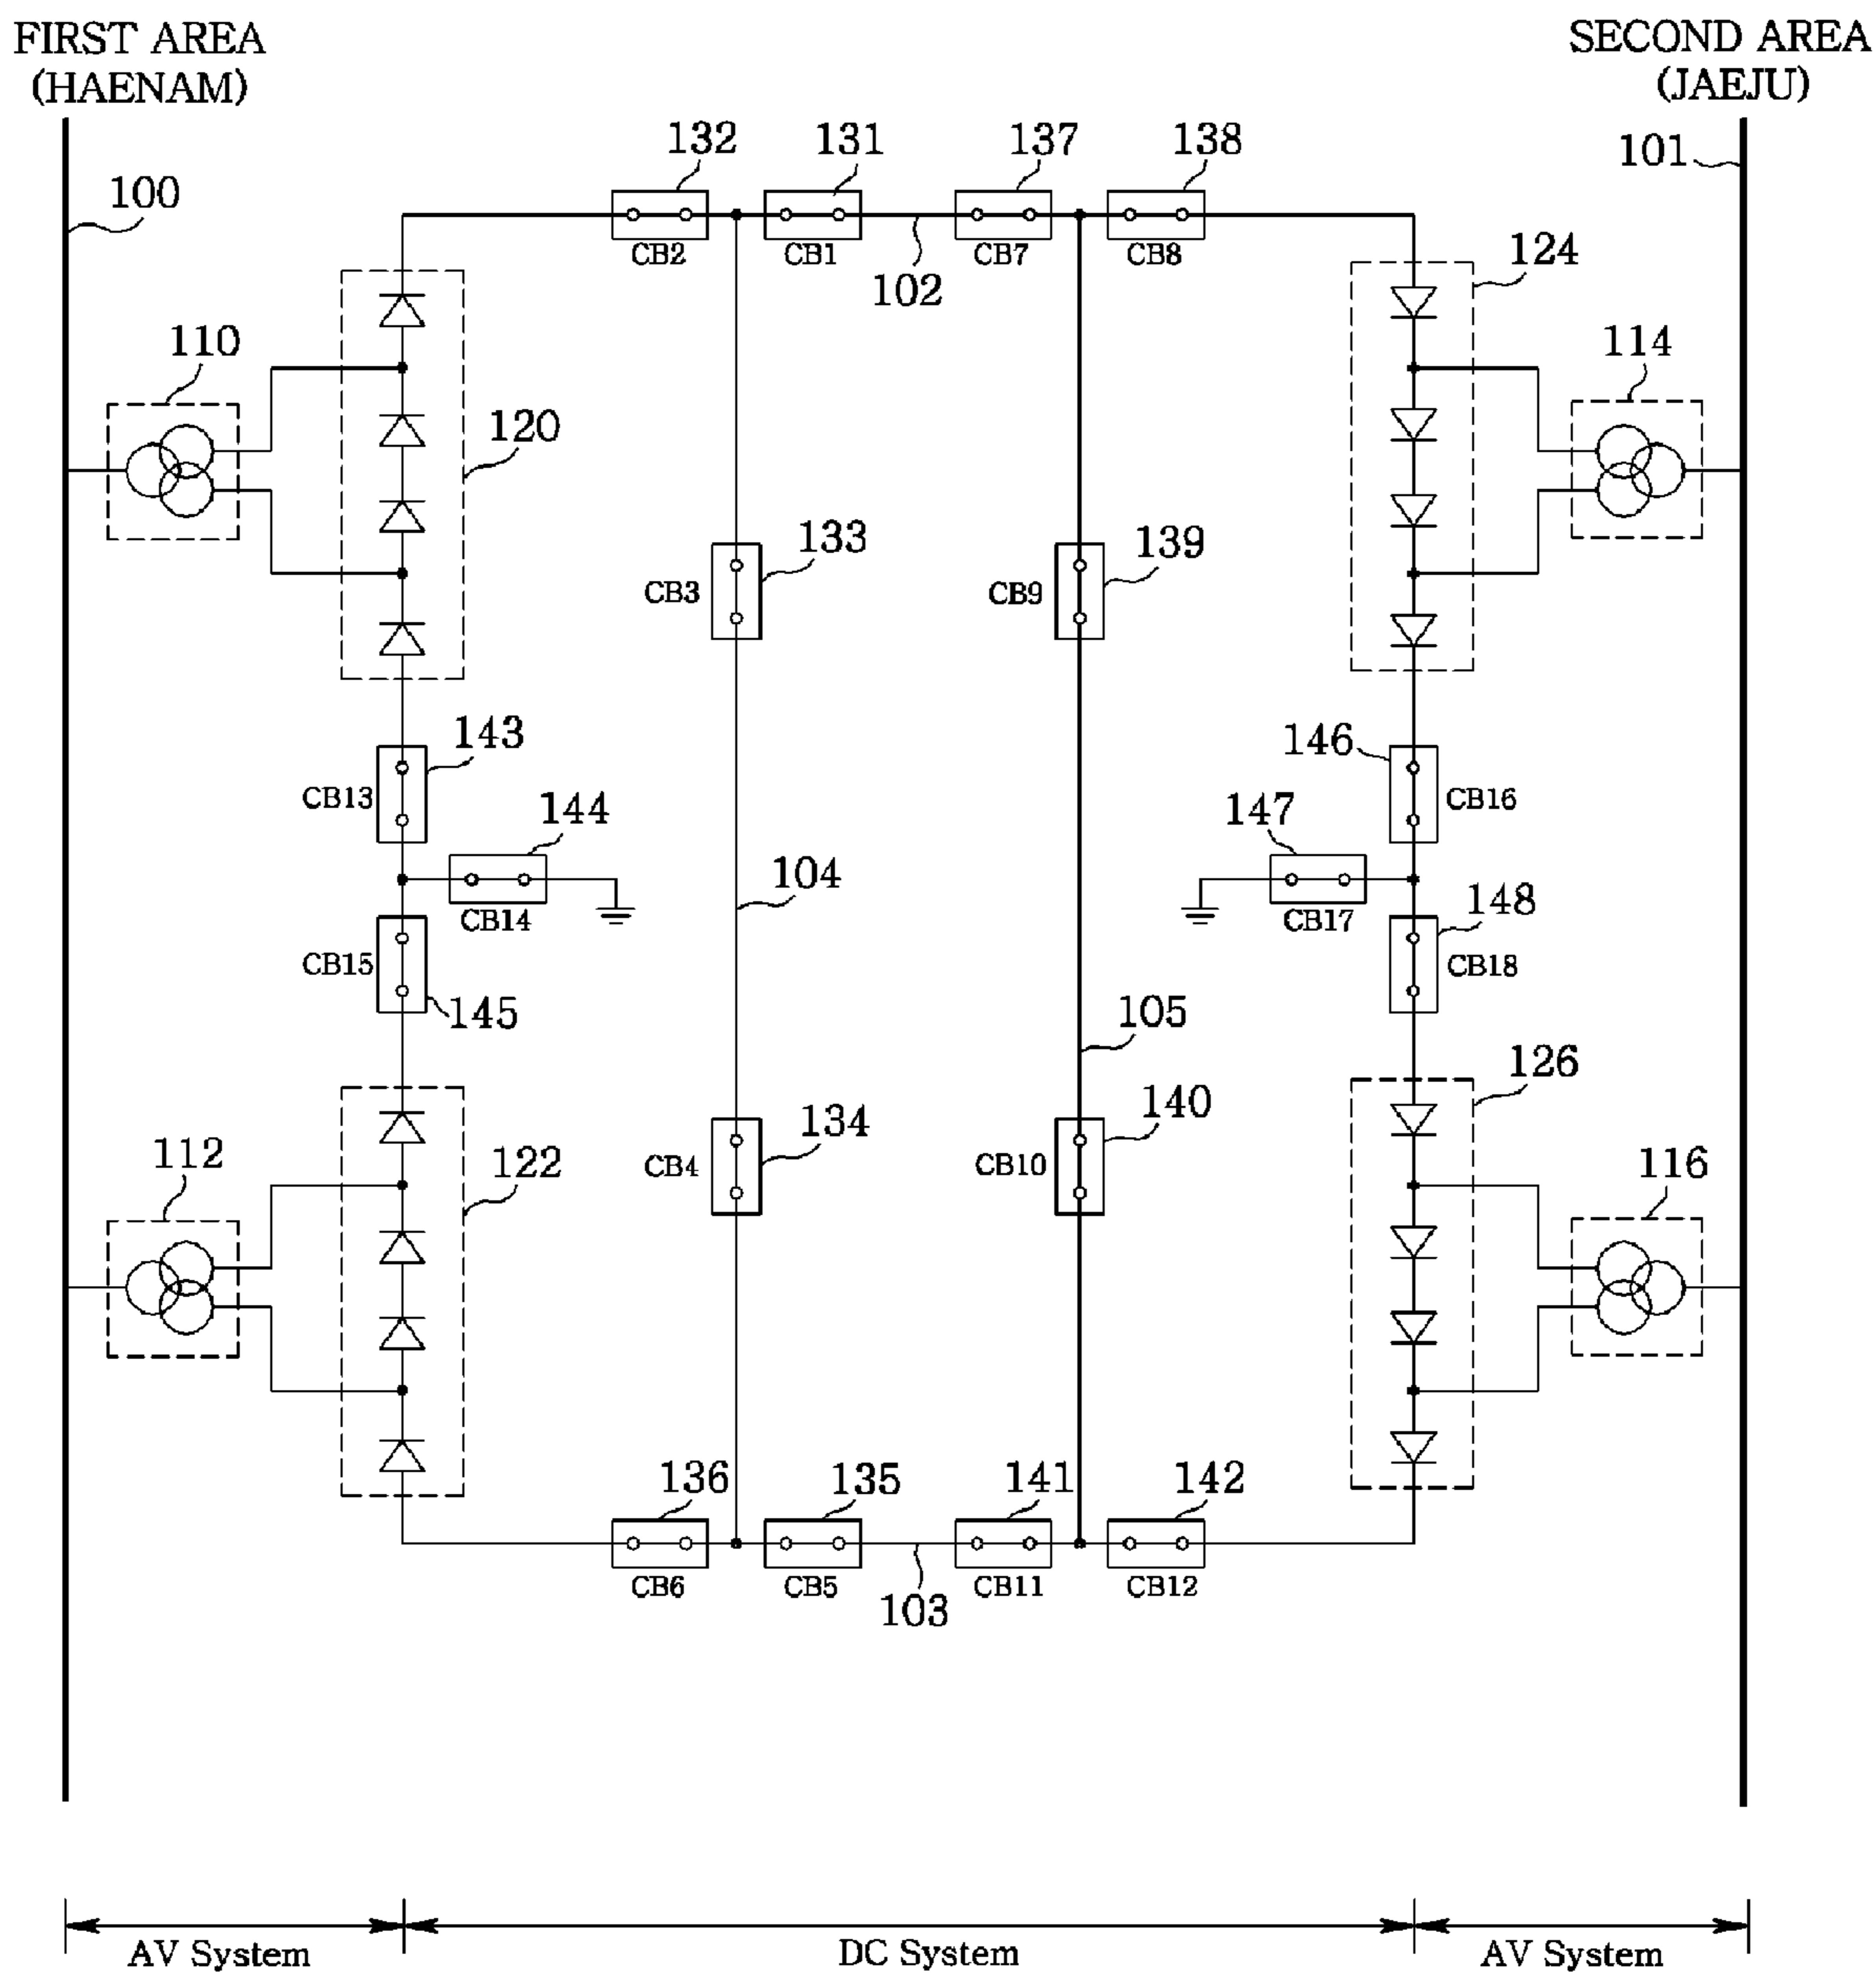 FIRST AREA
(HAENAM)
SECOND AREA
(JAEJU)
132
131
137
138
101
100
CB2
CB1
CB7
CB8
102
124
110
114
120
133
139
CB3
CB9
143
146
CB13
144
147
CB16
104
148
CB14
CB17
CB15
CB18
145
105
126
134
140
112
122
116
CB4
CB10
136
135
141
142
CB6
CB5
CB11
CB12
103
AV System
DC System
AV System